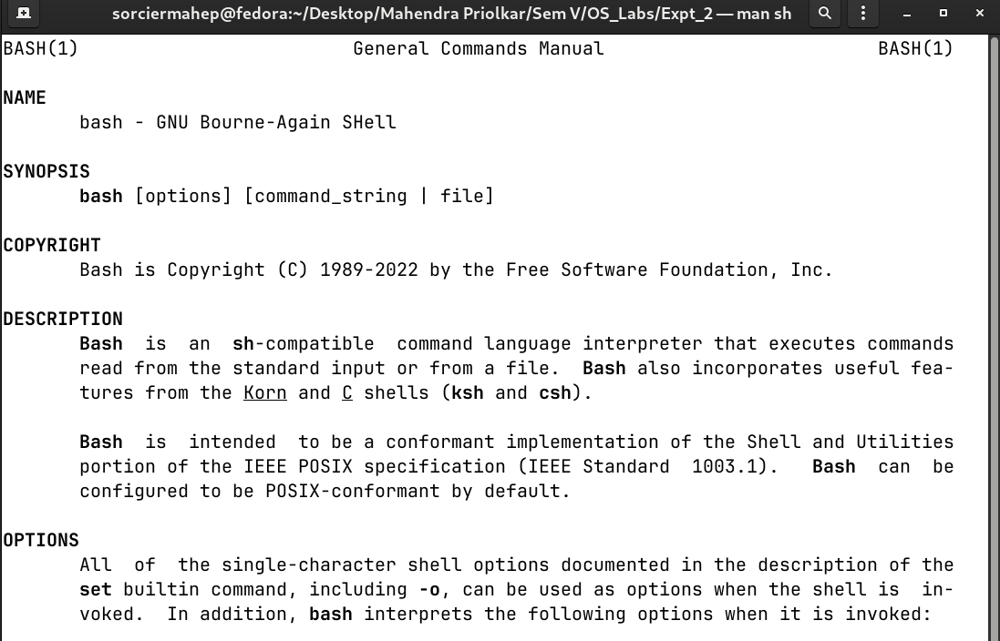 sorciermahep@fedora:~/Desktop/Mahendra Priolkar/Sem V/OS_Labs/Expt_2 — man sh
BASH(1) General Commands Manual BASH(1)
NAME
bash - GNU Bourne-Again SHell
SYNOPSIS
bash [options] [command_string | file]
COPYRIGHT
Bash is Copyright (C) 1989-2022 by the Free Software Foundation, Inc.
DESCRIPTION
Bash is an sh-compatible command language interpreter that executes commands
read from the standard input or from a file. Bash also incorporates useful fea-
tures from the Korn and C shells (ksh and csh).
Bash is intended to be a conformant implementation of the Shell and Utilities
portion of the IEEE POSIX specification (IEEE Standard 1003.1). Bash can be
configured to be POSIX-conformant by default.
OPTIONS
All of the single-character shell options documented in the description of the
set builtin command, including -o, can be used as options when the shell is in-
voked. In addition, bash interprets the following options when it is invoked: